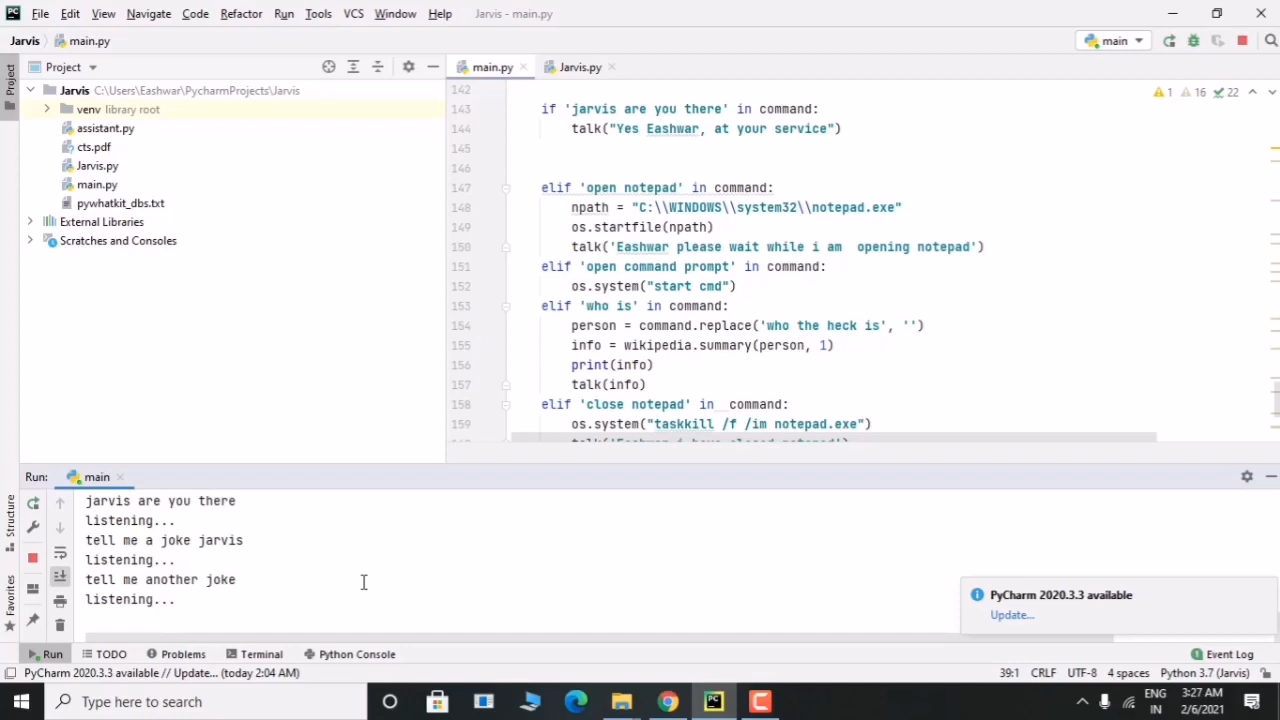 PC File Edit View Navigate Code Refactor Run Tools VCS Window Help Jarvis - main.py
Jarvis main.py main
Project main.py Jarvis.py
Jarvis C:\Users\Eashwar\PycharmProjects\Jarvis
venv library root
assistant.py
cts.pdf
Jarvis.py
main.py
pywhatkit_dbs.txt
External Libraries
Scratches and Consoles
Project
1 16 22
142
143 if 'jarvis are you there' in command:
144 talk("Yes Eashwar, at your service")
145
146
147 elif 'open notepad' in command:
148 npath = "C:\\WINDOWS\\system32\\notepad.exe"
149 os.startfile(npath)
150 talk('Eashwar please wait while i am  opening notepad')
151 elif 'open command prompt' in command:
152 os.system("start cmd")
153 elif 'who is' in command:
154 person = command.replace('who the heck is', '')
155 info = wikipedia.summary(person, 1)
156 print(info)
157 talk(info)
158 elif 'close notepad' in  command:
159 os.system("taskkill /f /im notepad.exe")
Run: main
jarvis are you there
listening...
tell me a joke jarvis
listening...
tell me another joke
listening...
Structure
Favorites
PyCharm 2020.3.3 available
Update...
Run TODO Problems Terminal Python Console Event Log
PyCharm 2020.3.3 available // Update... (today 2:04 AM) 39:1 CRLF UTF-8 4 spaces Python 3.7 (Jarvis)
Type here to search PC ENG IN 3:27 AM 2/6/2021